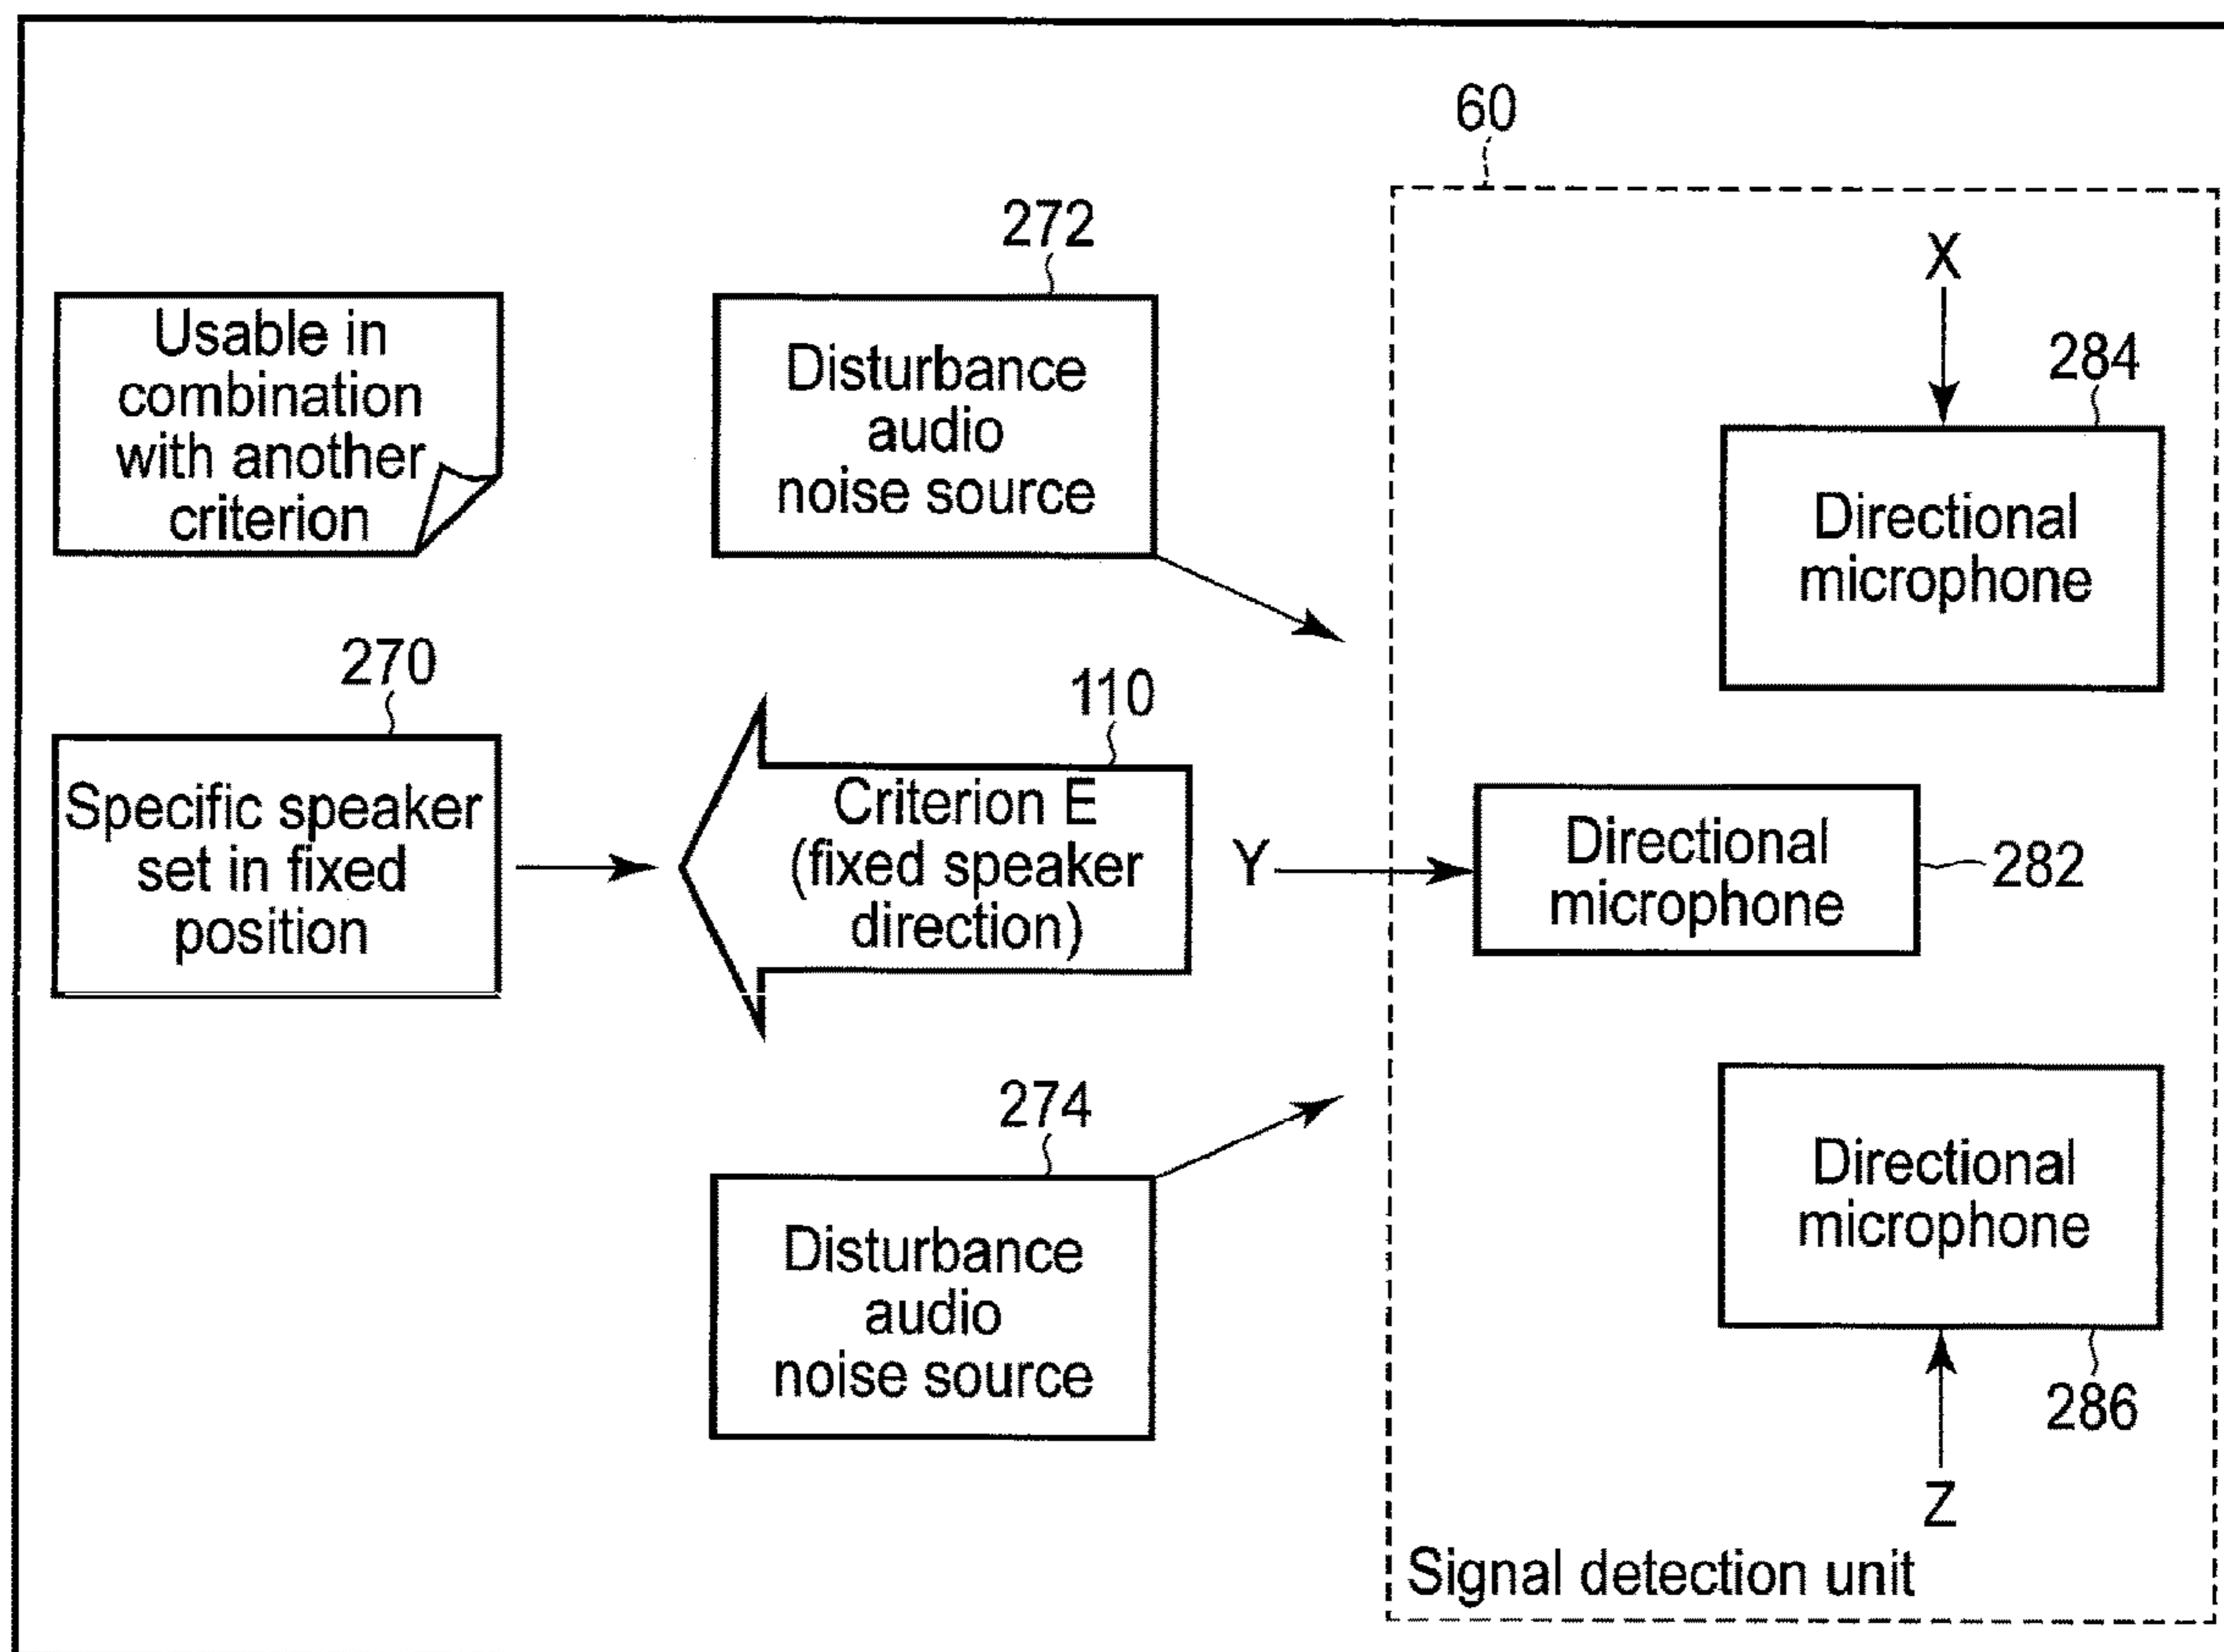 60
272
X
Usable in
combination
with another
criterion
Disturbance
audio
noise source
284
Directional
microphone
270
110
Specific speaker
set in fixed
position
Criterion E
(fixed speaker
direction)
Y
Directional
microphone
282
274
Disturbance
audio
noise source
Directional
microphone
286
Z
Signal detection unit